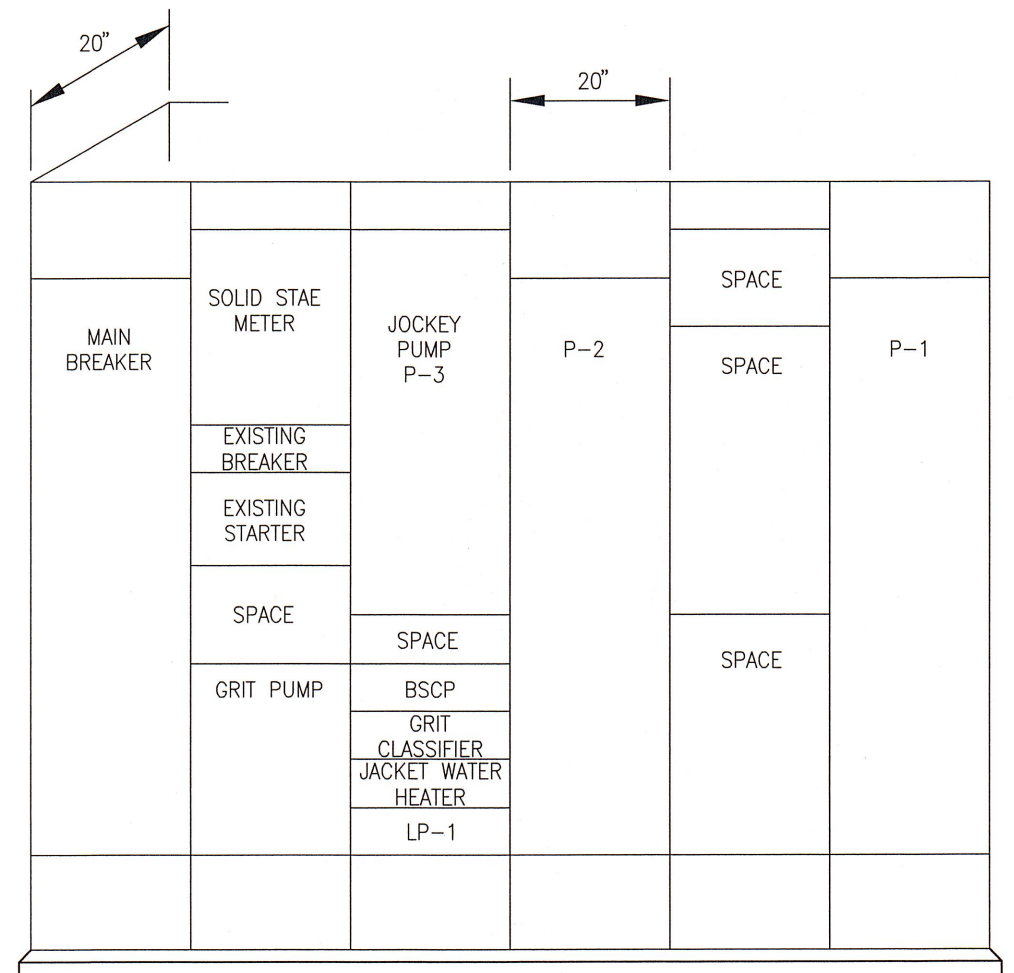 20"
20"
MAIN
BREAKER
SOLID STAE
METER
EXISTING
BREAKER
EXISTING
STARTER
SPACE
GRIT PUMP
JOCKEY
PUMP
P-3
SPACE
BSCP
GRIT
CLASSIFIER
JACKET WATER
HEATER
LP-1
P-2
SPACE
SPACE
SPACE
P-1